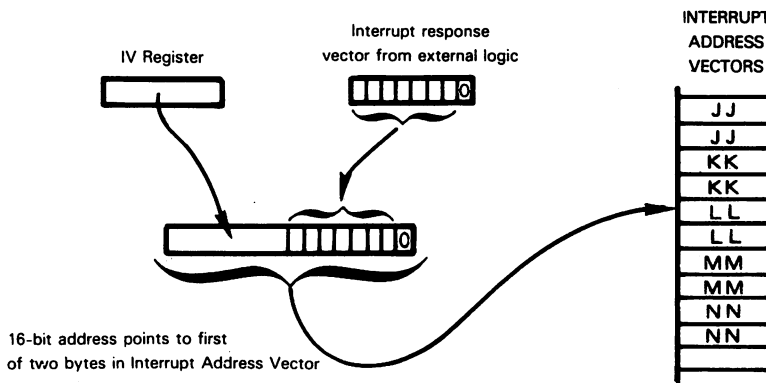 IV Register
Interrupt response
vector from external logic
0
0
16-bit address points to first
of two bytes in Interrupt Address Vector
INTERRUPT
ADDRESS
VECTORS
JJ
JJ
KK
KK
LL
LL
MM
MM
NN
NN